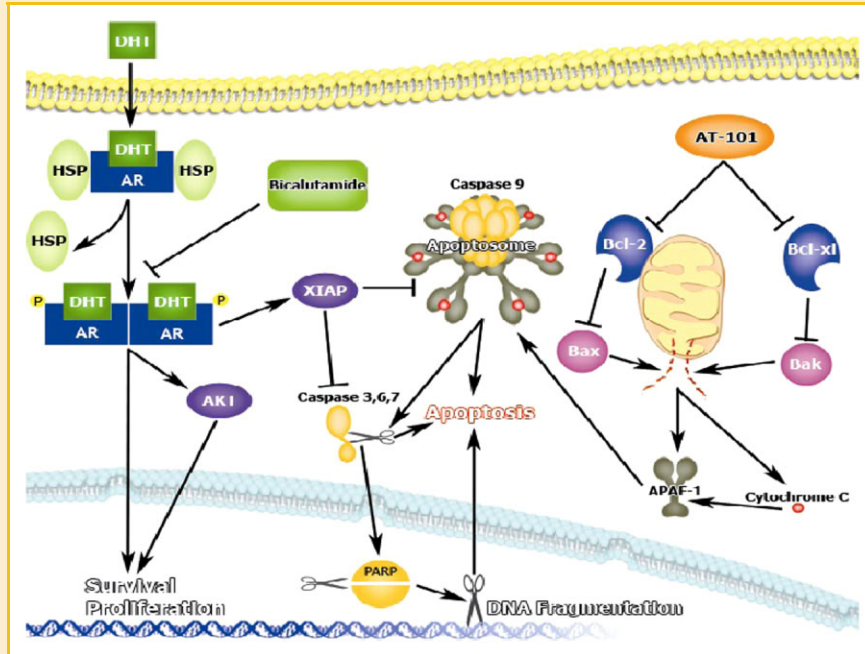 DHT
DHT
HSP
HSP
AR
HSP
Bicalutamide
P
DHT
DHT
P
AR
AR
XIAP
AKT
Caspase 9
Apoptosome
AT-101
Bcl-2
Bcl-xl
Bax
Bak
Caspase 3,6,7
Apoptosis
APAF-1
Cytochrome C
PARP
Survival
Proliferation
DNA Fragmentation